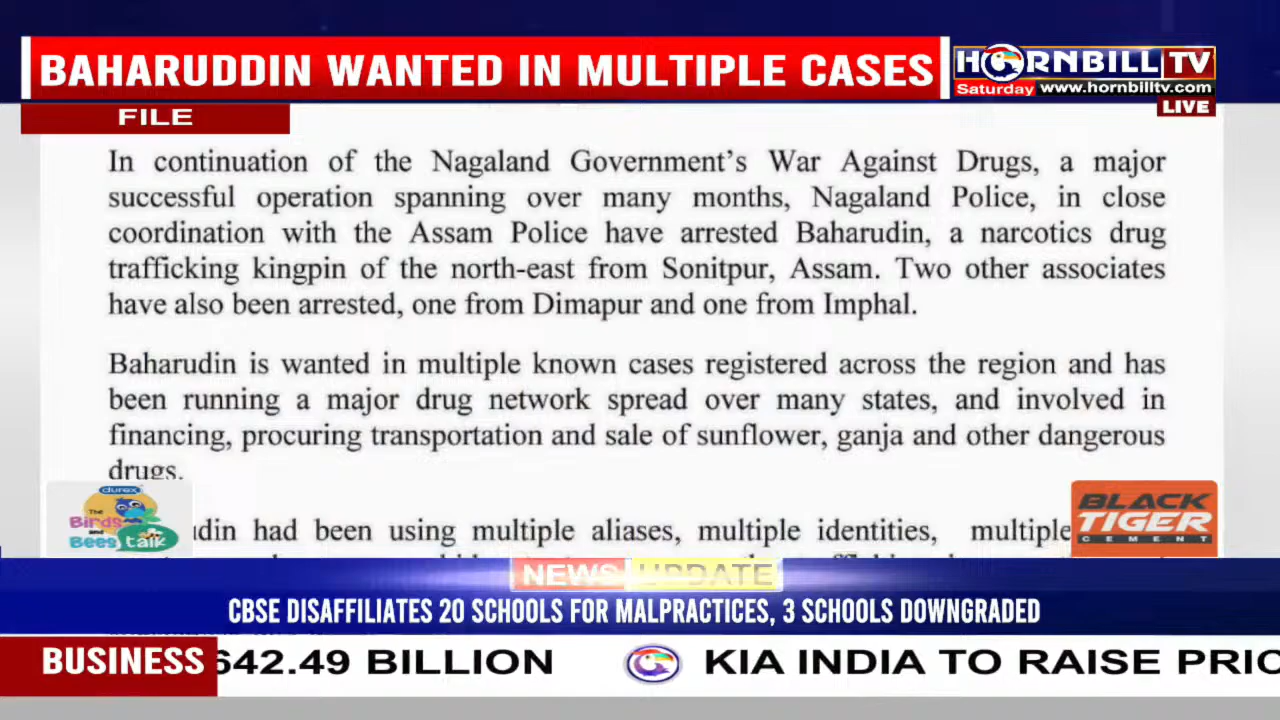 BAHARUDDIN WANTED IN MULTIPLE CASES
HORNBILL TV
Saturday www.hornbilltv.com
LIVE
FILE
In continuation of the Nagaland Government's War Against Drugs, a major
successful operation spanning over many months, Nagaland Police, in close
coordination with the Assam Police have arrested Baharudin, a narcotics drug
trafficking kingpin of the north-east from Sonitpur, Assam. Two other associates
have also been arrested, one from Dimapur and one from Imphal.
Baharudin is wanted in multiple known cases registered across the region and has
been running a major drug network spread over many states, and involved in
financing, procuring transportation and sale of sunflower, ganja and other dangerous
drugs.
udin had been using multiple aliases, multiple identities, multiple
durex
The
Birds
and
Bees talk
BLACK
TIGER
CEMENT
NEWS UPDATE
CBSE DISAFFILIATES 20 SCHOOLS FOR MALPRACTICES, 3 SCHOOLS DOWNGRADED
BUSINESS 642.49 BILLION KIA INDIA TO RAISE PRIC